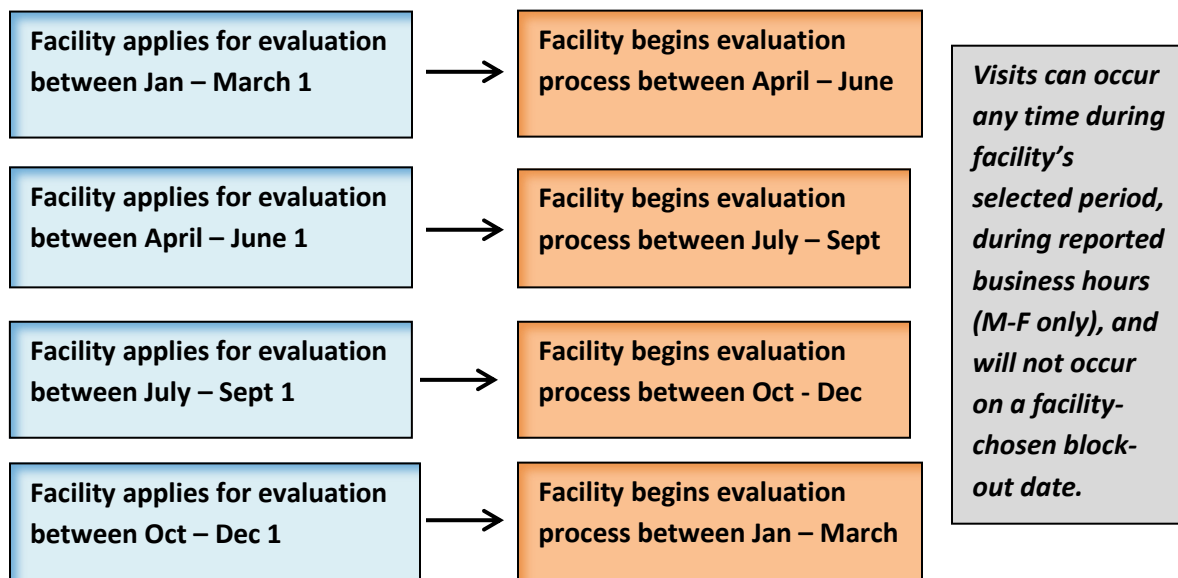 Facility applies for evaluation
between Jan – March 1
Facility begins evaluation
process between April – June
Facility applies for evaluation
between April – June 1
Facility begins evaluation
process between July – Sept
Facility applies for evaluation
between July – Sept 1
Facility begins evaluation
process between Oct - Dec
Facility applies for evaluation
between Oct – Dec 1
Facility begins evaluation
process between Jan – March
Visits can occur
any time during
facility’s
selected period,
during reported
business hours
(M-F only), and
will not occur
on a facility-
chosen block-
out date.